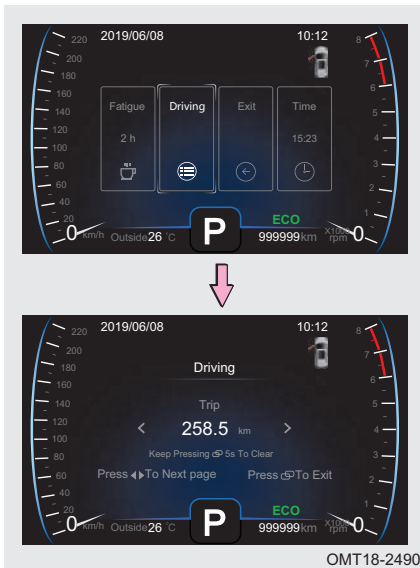 2019/06/08 10:12
220 8
200 7
180
160 6
140 Fatigue Driving Exit Time 5
120 2 h 15:23 4
100
80 3
60 2
40
20 1
ECO
0 km/h Outside 26 °C P 999999 km X1000 rpm 0
2019/06/08 10:12
220 8
200 7
180 Driving
160 6
140 Trip 5
120 < 258.5 km > 4
100
80 Keep Pressing 5s To Clear 3
60 Press ◀▶ To Next page Press To Exit 2
40
20 1
ECO
0 km/h Outside 26 °C P 999999 km X1000 rpm 0
OMT18-2490